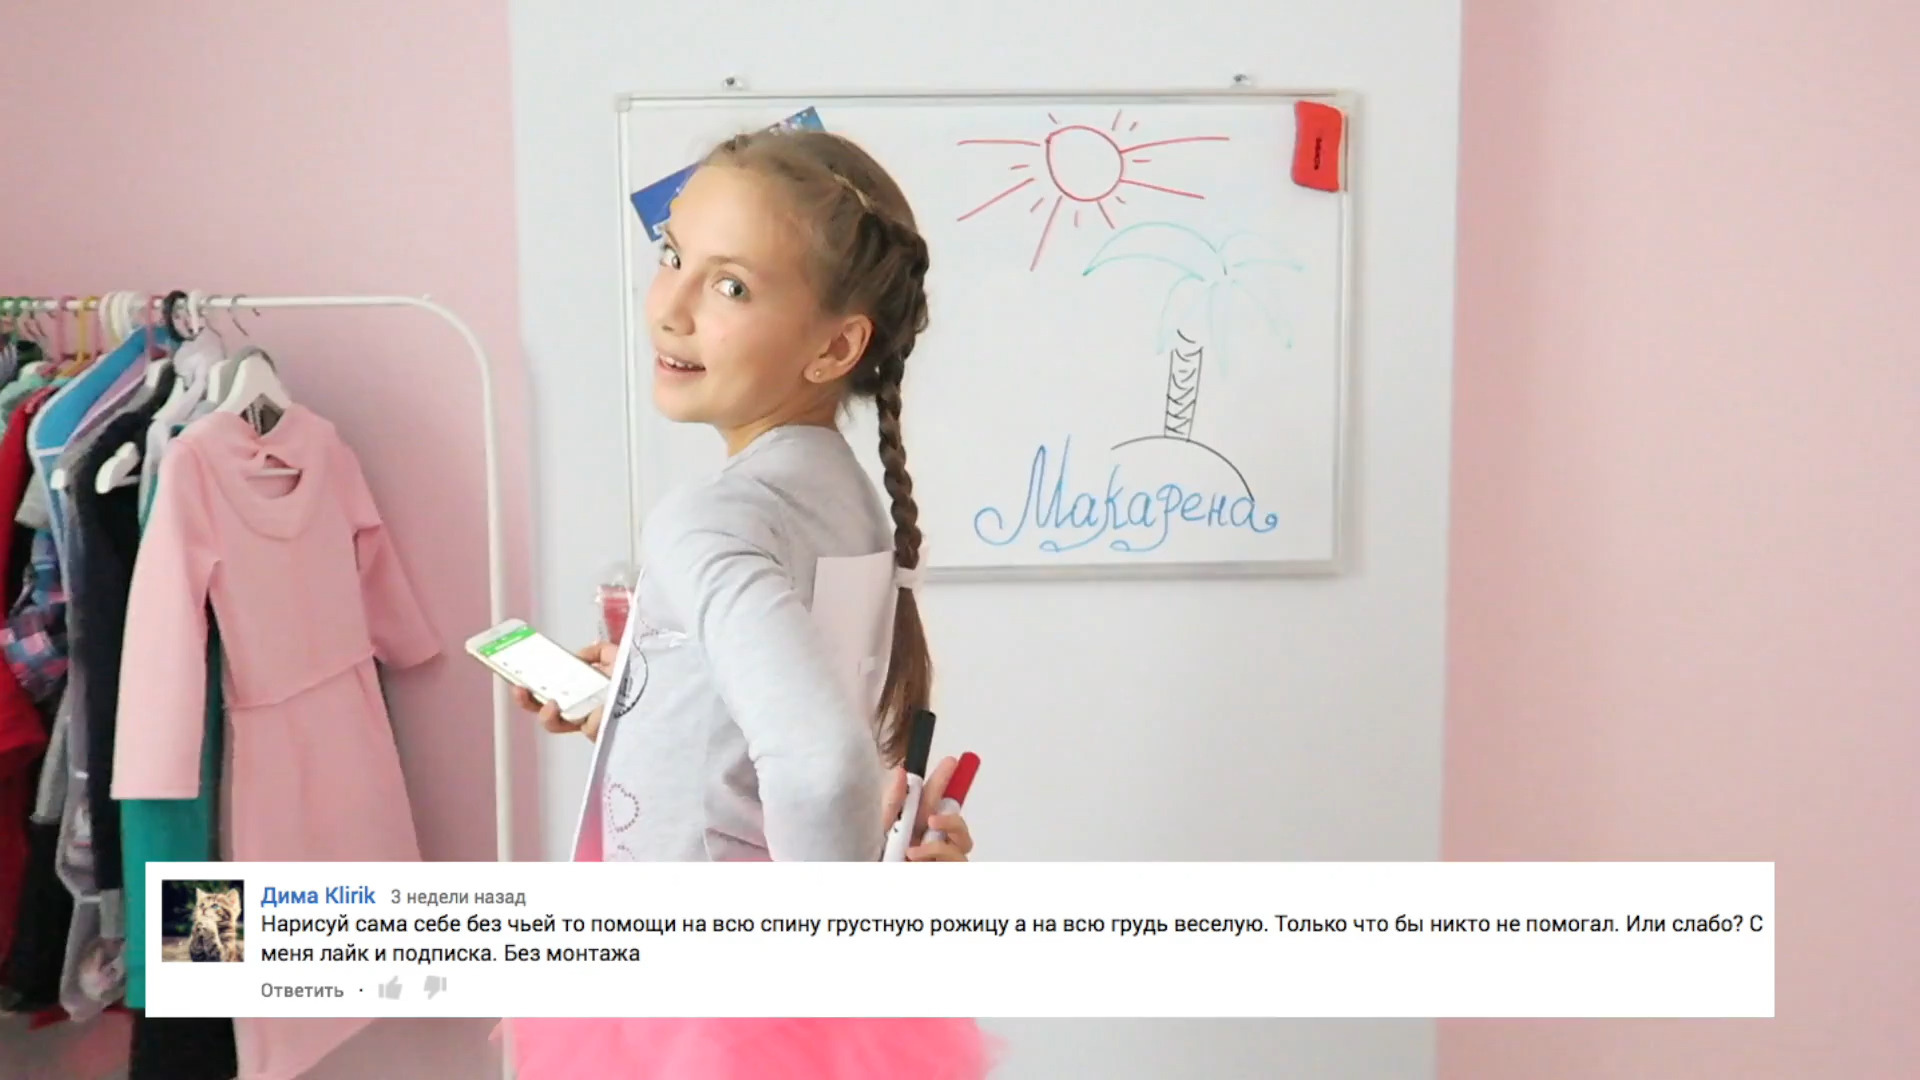 Макарена
Дима Klirik 3 недели назад
Нарисуй сама себе без чьей то помощи на всю спину грустную рожицу а на всю грудь веселую. Только что бы никто не помогал. Или слабо? С
меня лайк и подписка. Без монтажа
Ответить ·